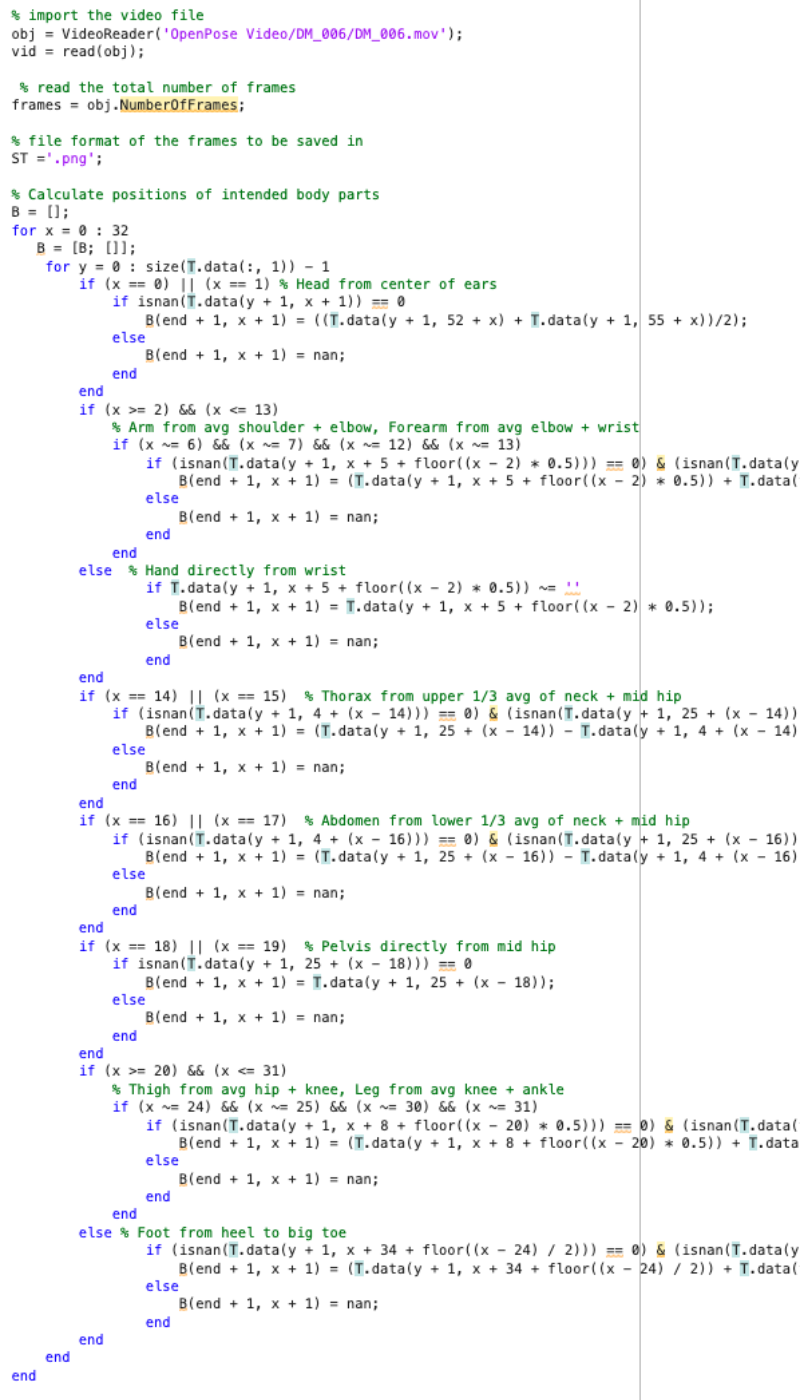 % import the video file
obj = VideoReader('OpenPose Video/DM_006/DM_006.mov');
vid = read(obj);
% read the total number of frames
frames = obj.NumberOfFrames;
% file format of the frames to be saved in
ST ='.png';
% Calculate positions of intended body parts
B = [];
for x = 0 : 32
B = [B; []];
for y = 0 : size(T.data(:, 1)) - 1
if (x == 0) || (x == 1) % Head from center of ears
if isnan(T.data(y + 1, x + 1)) == 0
B(end + 1, x + 1) = ((T.data(y + 1, 52 + x) + T.data(y + 1, 55 + x))/2);
else
B(end + 1, x + 1) = nan;
end
end
if (x >= 2) && (x <= 13)
% Arm from avg shoulder + elbow, Forearm from avg elbow + wrist
if (x ~= 6) && (x ~= 7) && (x ~= 12) && (x ~= 13)
if (isnan(T.data(y + 1, x + 5 + floor((x - 2) * 0.5))) == 0) & (isnan(T.data(y
B(end + 1, x + 1) = (T.data(y + 1, x + 5 + floor((x - 2) * 0.5)) + T.data(
else
B(end + 1, x + 1) = nan;
end
end
else % Hand directly from wrist
if T.data(y + 1, x + 5 + floor((x - 2) * 0.5)) ~= ''
B(end + 1, x + 1) = T.data(y + 1, x + 5 + floor((x - 2) * 0.5));
else
B(end + 1, x + 1) = nan;
end
end
if (x == 14) || (x == 15) % Thorax from upper 1/3 avg of neck + mid hip
if (isnan(T.data(y + 1, 4 + (x - 14))) == 0) & (isnan(T.data(y + 1, 25 + (x - 14))
B(end + 1, x + 1) = (T.data(y + 1, 25 + (x - 14)) - T.data(y + 1, 4 + (x - 14)
else
B(end + 1, x + 1) = nan;
end
end
if (x == 16) || (x == 17) % Abdomen from lower 1/3 avg of neck + mid hip
if (isnan(T.data(y + 1, 4 + (x - 16))) == 0) & (isnan(T.data(y + 1, 25 + (x - 16))
B(end + 1, x + 1) = (T.data(y + 1, 25 + (x - 16)) - T.data(y + 1, 4 + (x - 16)
else
B(end + 1, x + 1) = nan;
end
end
if (x == 18) || (x == 19) % Pelvis directly from mid hip
if isnan(T.data(y + 1, 25 + (x - 18))) == 0
B(end + 1, x + 1) = T.data(y + 1, 25 + (x - 18));
else
B(end + 1, x + 1) = nan;
end
end
if (x >= 20) && (x <= 31)
% Thigh from avg hip + knee, Leg from avg knee + ankle
if (x ~= 24) && (x ~= 25) && (x ~= 30) && (x ~= 31)
if (isnan(T.data(y + 1, x + 8 + floor((x - 20) * 0.5))) == 0) & (isnan(T.data(
B(end + 1, x + 1) = (T.data(y + 1, x + 8 + floor((x - 20) * 0.5)) + T.data
else
B(end + 1, x + 1) = nan;
end
end
else % Foot from heel to big toe
if (isnan(T.data(y + 1, x + 34 + floor((x - 24) / 2))) == 0) & (isnan(T.data(y
B(end + 1, x + 1) = (T.data(y + 1, x + 34 + floor((x - 24) / 2)) + T.data(
else
B(end + 1, x + 1) = nan;
end
end
end
end